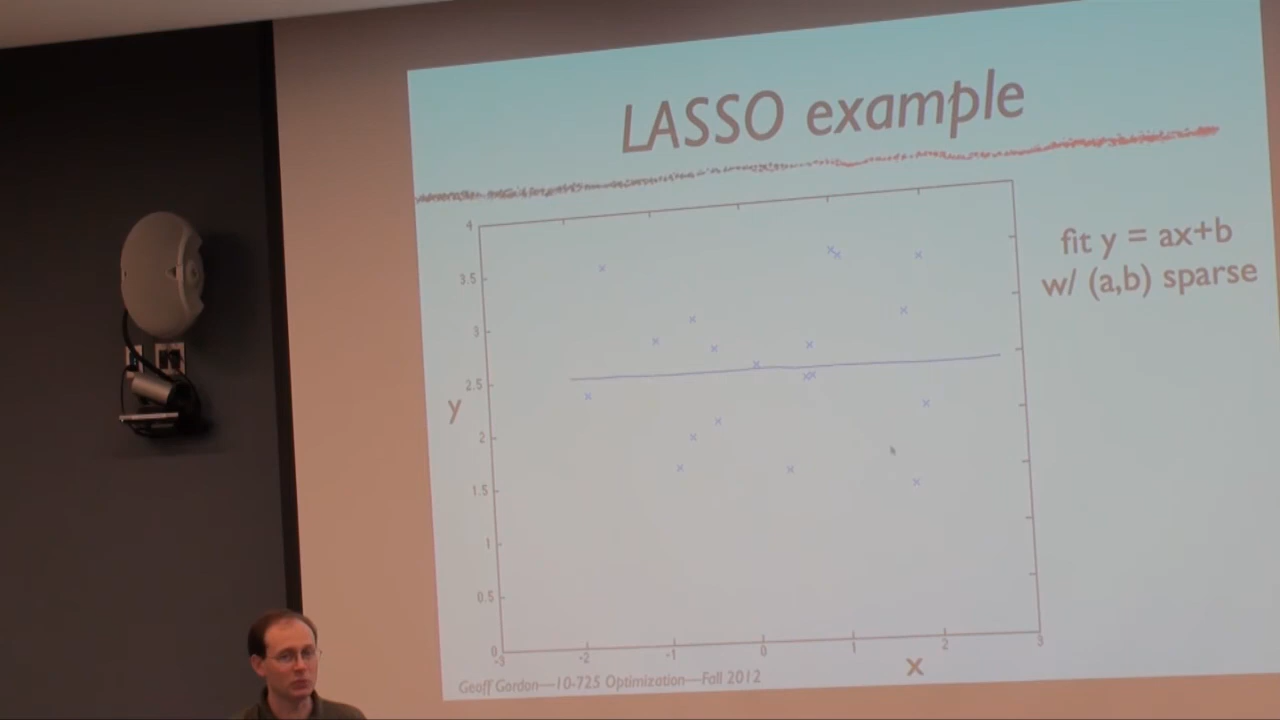 LASSO example
fit y = ax+b
w/ (a,b) sparse
4
3.5
3
2.5
2
1.5
1
0.5
0
y
-3
-2
-1
0
1
2
3
x
Geoff Gordon—10-725 Optimization—Fall 2012